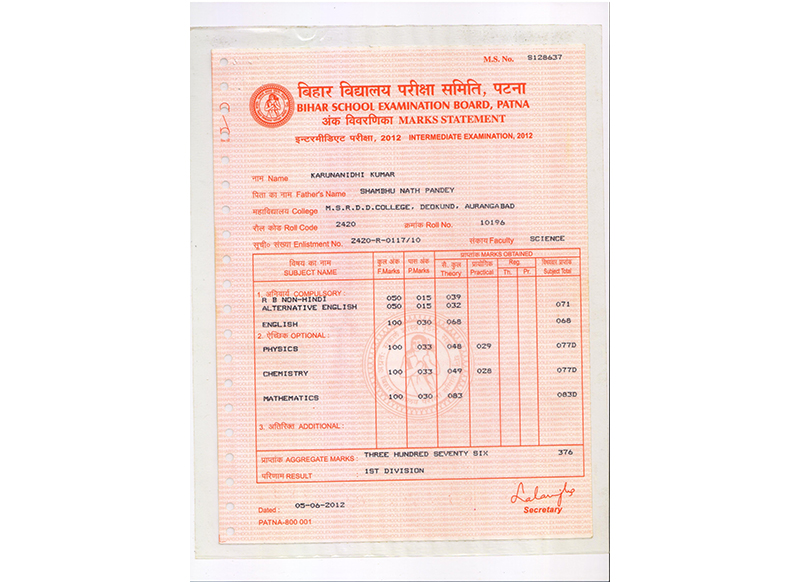 M.S. No. 8128637
बिहार विद्यालय परीक्षा समिति, पटना
BIHAR SCHOOL EXAMINATION BOARD, PATNA
अंक विवरणिका MARKS STATEMENT
इन्टरमीडिएट परीक्षा, 2012 INTERMEDIATE EXAMINATION, 2012
नाम Name KARUNANIDHI KUMAR
पिता का नाम Father's Name SHAMBHU NATH PANDEY
महाविद्यालय College M.S.R.D.D.COLLEGE, DEOKUND, AURANGABAD
रौल कोड Roll Code 2420 क्रमांक Roll No. 10196
सूची० संख्या Enlistment No. Z420-R-0117/10 संकाय Faculty SCIENCE
विषय का नाम कुल अंक पास अंक प्राप्तांक MARKS OBTAINED
SUBJECT NAME F.Marks P.Marks सै. कुल Theory प्रायोगिक Practical Reg. Th. Pr. विषयवार प्राप्तांक Subject Total
1. अनिवार्य COMPULSORY :
R B NON-HINDI 050 015 039
ALTERNATIVE ENGLISH 050 015 032 071
ENGLISH 100 030 068 068
2. ऐच्छिक OPTIONAL :
PHYSICS 100 033 048 029 077D
CHEMISTRY 100 033 049 028 077D
MATHEMATICS 100 030 083 083D
3. अतिरिक्त ADDITIONAL :
प्राप्तांक AGGREGATE MARKS : THREE HUNDRED SEVENTY SIX 376
परिणाम RESULT 1ST DIVISION
Dated : 05-06-2012
Secretary
PATNA-800 001